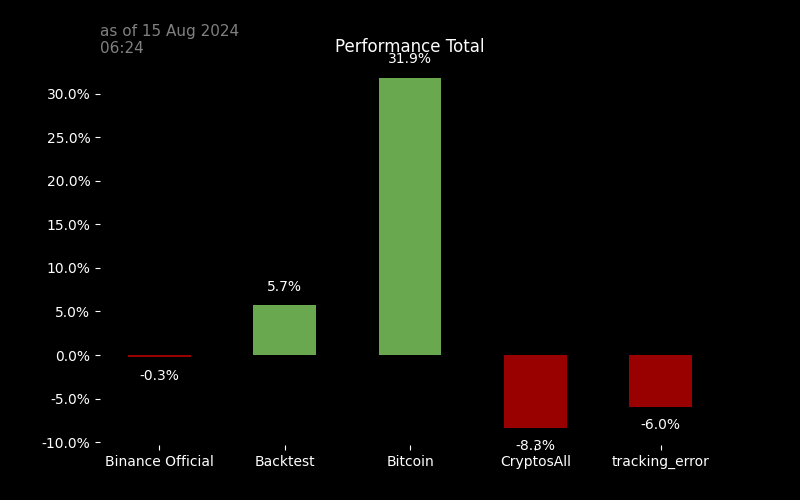 as of 15 Aug 2024
06:24
Performance Total
31.9%
30.0%
25.0%
20.0%
15.0%
10.0%
5.7%
5.0%
0.0%
-0.3%
-5.0%
-6.0%
-10.0%
-8.3%
Binance Official
Backtest
Bitcoin
CryptosAll
tracking_error